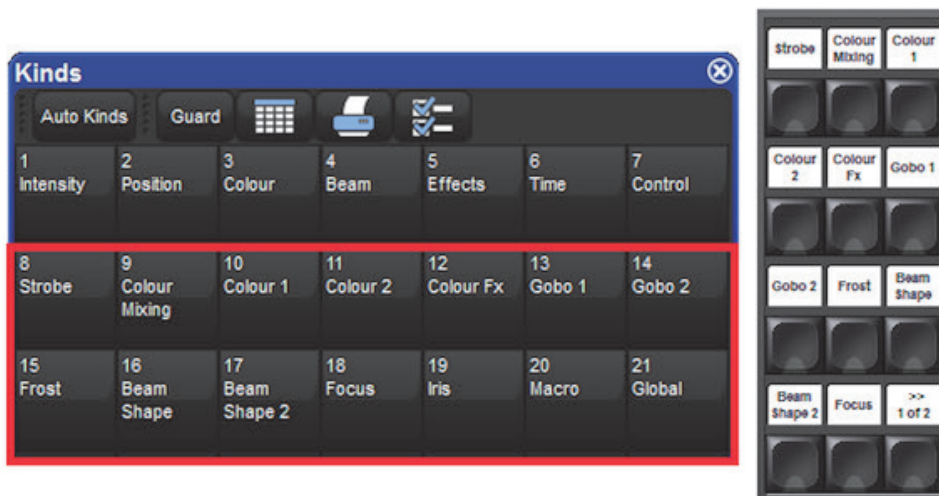 Kinds
Auto Kinds Guard
1 2 3 4 5 6 7
Intensity Position Colour Beam Effects Time Control
8 9 10 11 12 13 14
Strobe Colour Colour 1 Colour 2 Colour Fx Gobo 1 Gobo 2
Mixing
15 16 17 18 19 20 21
Frost Beam Beam Focus Iris Macro Global
Shape Shape 2
Strobe Colour Colour
Mixing 1
Colour Colour Gobo 1
2 Fx
Gobo 2 Frost Beam
Shape
Beam Focus >>
Shape 2 1 of 2